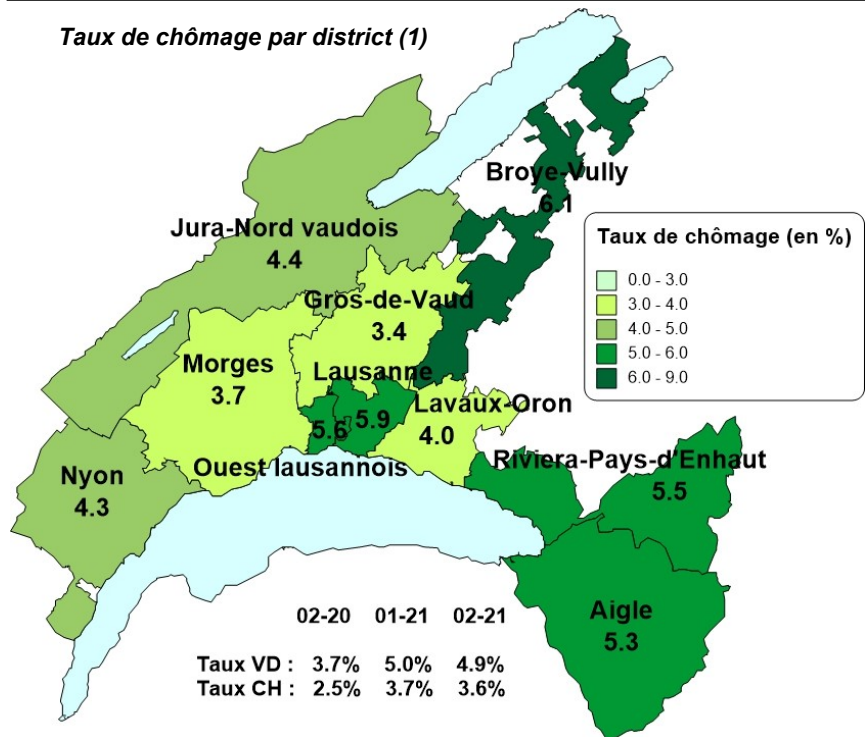 Taux de chômage par district (1)
Broye-Vully
6.1
Jura-Nord vaudois
4.4
Taux de chômage (en %)
0.0 - 3.0
3.0 - 4.0
4.0 - 5.0
5.0 - 6.0
6.0 - 9.0
Gros-de-Vaud
3.4
Morges
3.7
Lausanne
5.9
5.6
Ouest lausannois
Lavaux-Oron
4.0
Riviera-Pays-d'Enhaut
5.5
Nyon
4.3
Aigle
5.3
02-20 01-21 02-21
Taux VD : 3.7% 5.0% 4.9%
Taux CH : 2.5% 3.7% 3.6%